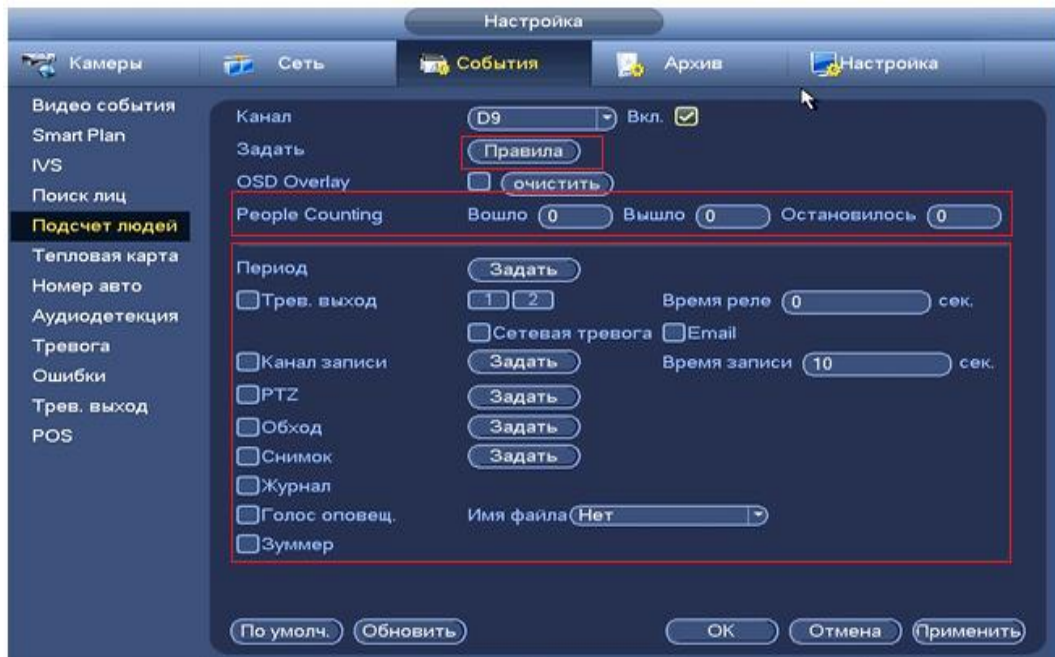 Настройка
Камеры Сеть События Архив Настройка
Видео события
Smart Plan
IVS
Поиск лиц
Подсчет людей
Тепловая карта
Номер авто
Аудиодетекция
Тревога
Ошибки
Трев. выход
POS
Канал D9 Вкл.
Задать Правила
OSD Overlay очистить
People Counting Вошло 0 Вышло 0 Остановилось 0
Период Задать
Трев. выход 1 2 Время реле 0 сек.
Сетевая тревога Email
Канал записи Задать Время записи 10 сек.
PTZ Задать
Обход Задать
Снимок Задать
Журнал
Голос оповещ. Имя файла Нет
Зуммер
По умолч. Обновить OK Отмена Применить